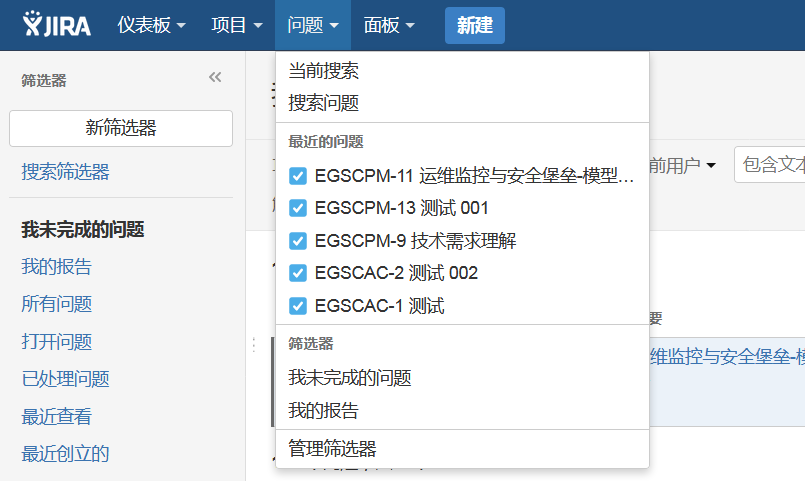 JIRA 仪表板 项目 问题 面板 新建
筛选器
新筛选器
搜索筛选器
我未完成的问题
我的报告
所有问题
打开问题
已处理问题
最近查看
最近创立的
当前搜索
搜索问题
最近的问题
EGSCPM-11 运维监控与安全堡垒-模型...
EGSCPM-13 测试 001
EGSCPM-9 技术需求理解
EGSCAC-2 测试 002
EGSCAC-1 测试
筛选器
我未完成的问题
我的报告
管理筛选器
前用户
包含文本
要
维监控与安全堡垒-模